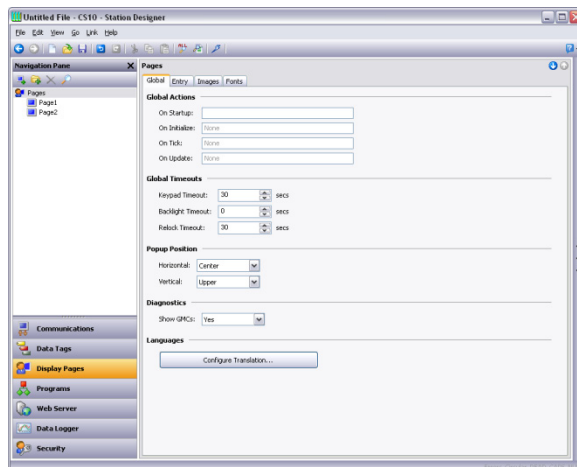 Untitled File - CS10 - Station Designer
File Edit View Go Link Help
Navigation Pane X
Pages
Page1
Page2
Communications
Data Tags
Display Pages
Programs
Web Server
Data Logger
Security
Pages
Global Entry Images Fonts
Global Actions
On Startup:
On Initialize: None
On Tick: None
On Update: None
Global Timeouts
Keypad Timeout: 30 secs
Backlight Timeout: 0 secs
Relock Timeout: 30 secs
Popup Position
Horizontal: Center
Vertical: Upper
Diagnostics
Show GMCs: Yes
Languages
Configure Translation...